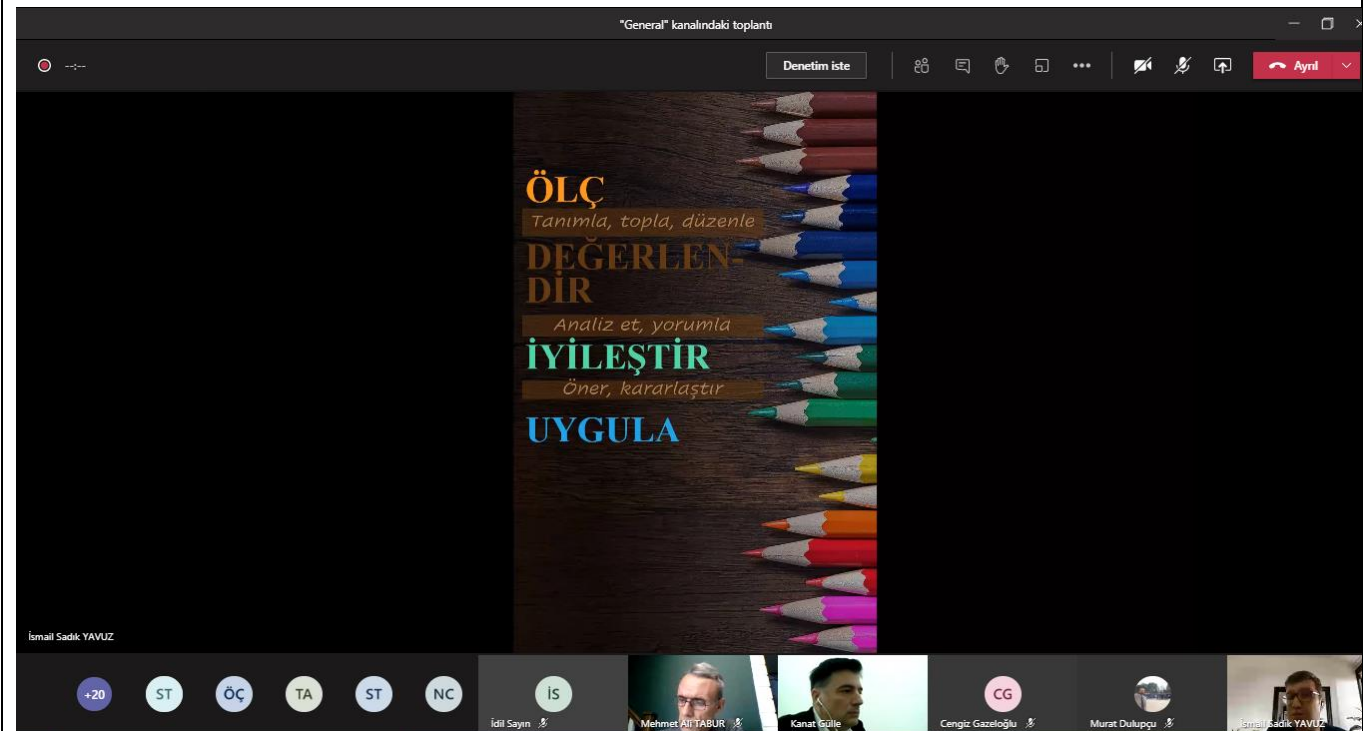 "General" kanalındaki toplantı
--:--
Denetim iste
Ayrıl
ÖLÇ
Tanımla, topla, düzenle
DEĞERLEN-
DİR
Analiz et, yorumla
İYİLEŞTİR
Öner, kararlaştır
UYGULA
İsmail Sadık YAVUZ
+20
ST
ÖÇ
TA
ST
NC
İS
CG
İdil Sayın
Mehmet Ali TABUR
Kanat Gülle
Cengiz Gazeloğlu
Murat Dulupçu
İsmail Sadık YAVUZ